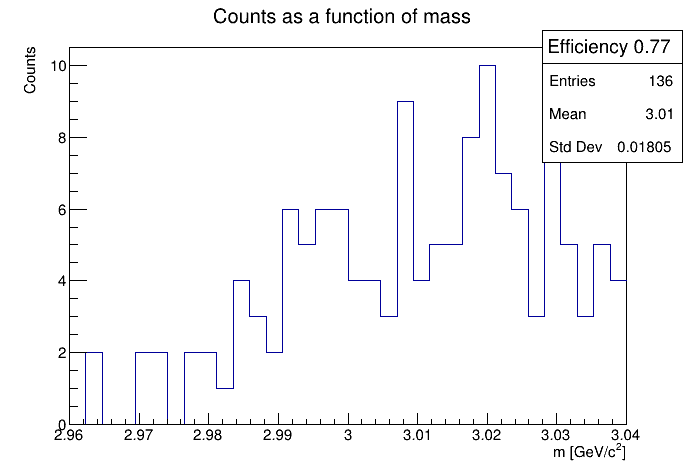 Counts as a function of mass
Efficiency 0.77
Entries 136
Mean 3.01
Std Dev 0.01805
Counts
10
8
6
4
2
0
2.96 2.97 2.98 2.99 3 3.01 3.02 3.03 3.04
m [GeV/c²]